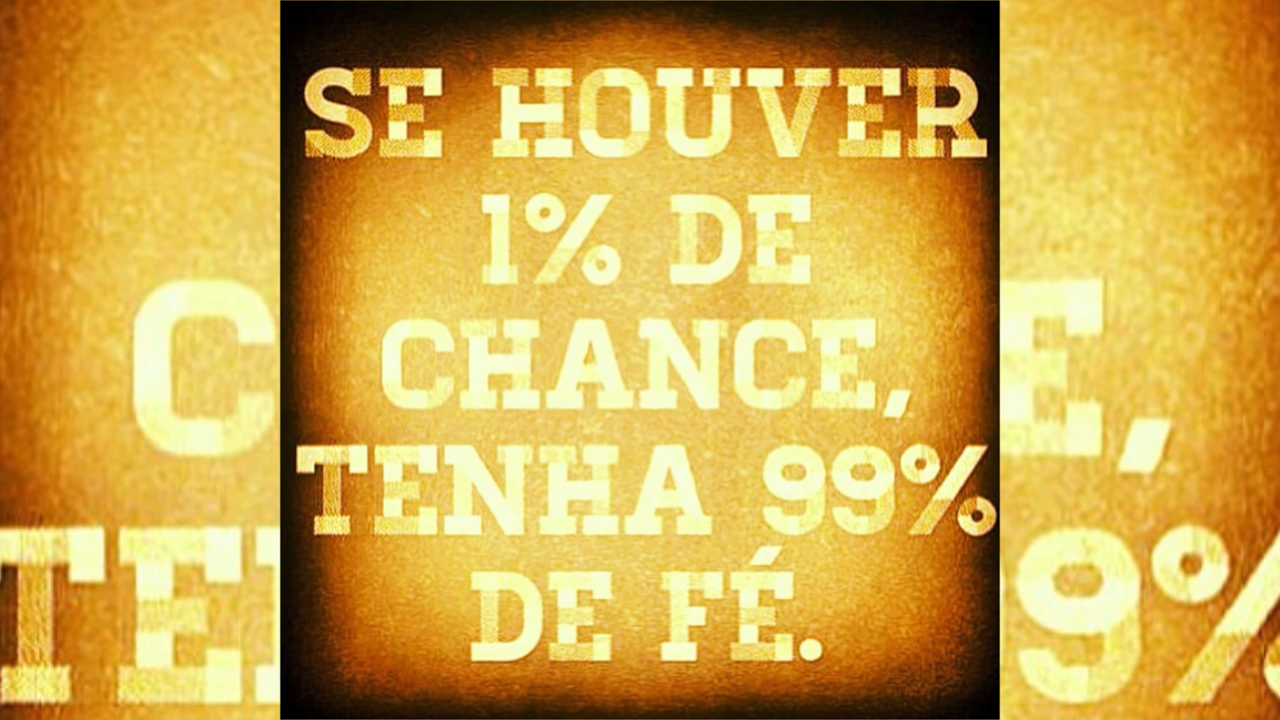 SE HOUVER
1% DE
CHANCE,
TENHA 99%
DE FÉ.